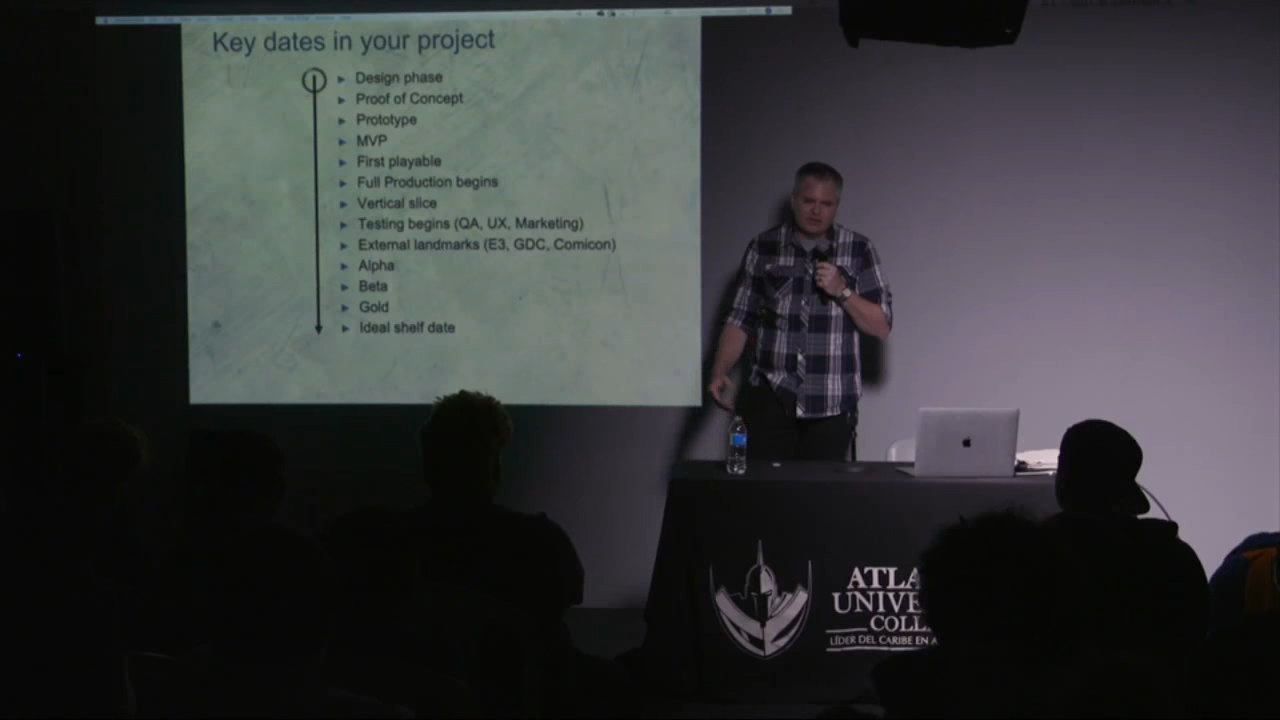 Key dates in your project
Design phase
Proof of Concept
Prototype
MVP
First playable
Full Production begins
Vertical slice
Testing begins (QA, UX, Marketing)
External landmarks (E3, GDC, Comicon)
Alpha
Beta
Gold
Ideal shelf date
ATLA
UNIVE
COLL
LÍDER DEL CARIBE EN A